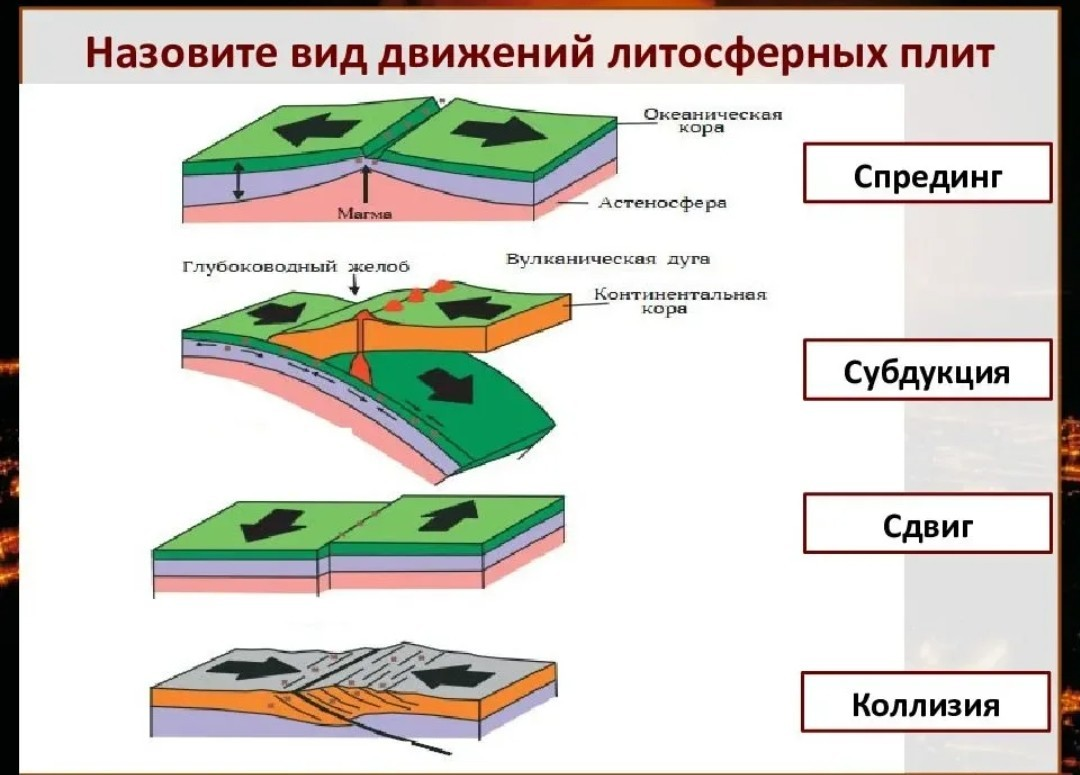 Назовите вид движений литосферных плит
Океаническая
кора
Спрединг
Астеносфера
Магма
Глубоководный желоб
Вулканическая дуга
Континентальная
кора
Субдукция
Сдвиг
Коллизия